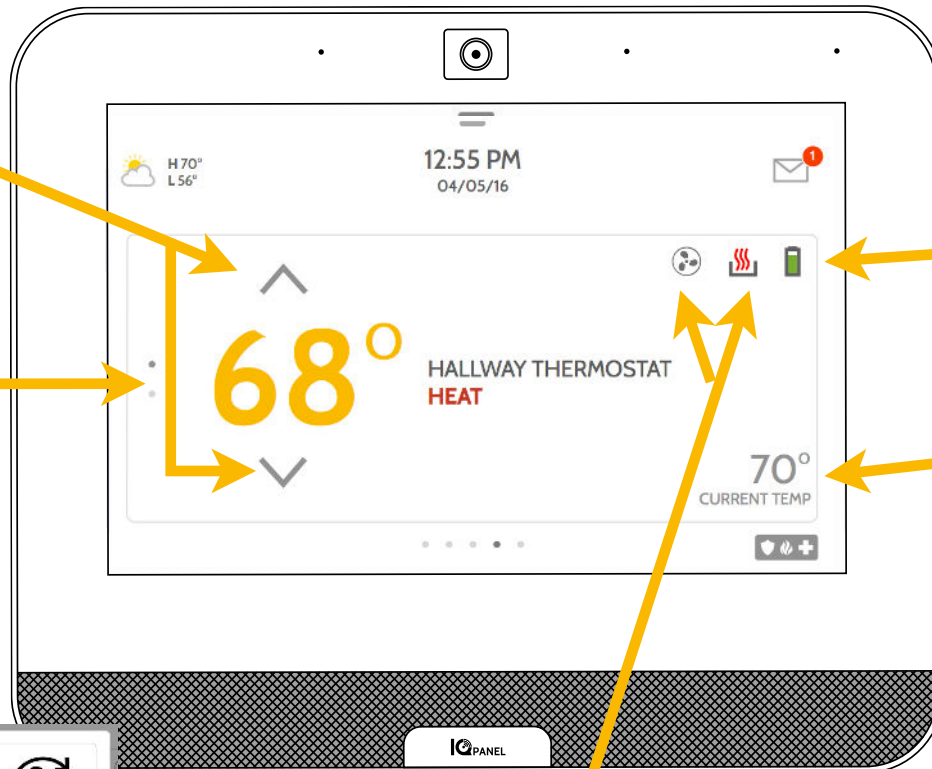 H 70°
L 56°
12:55 PM
04/05/16
1
68°
HALLWAY THERMOSTAT
HEAT
70°
CURRENT TEMP
IQ PANEL